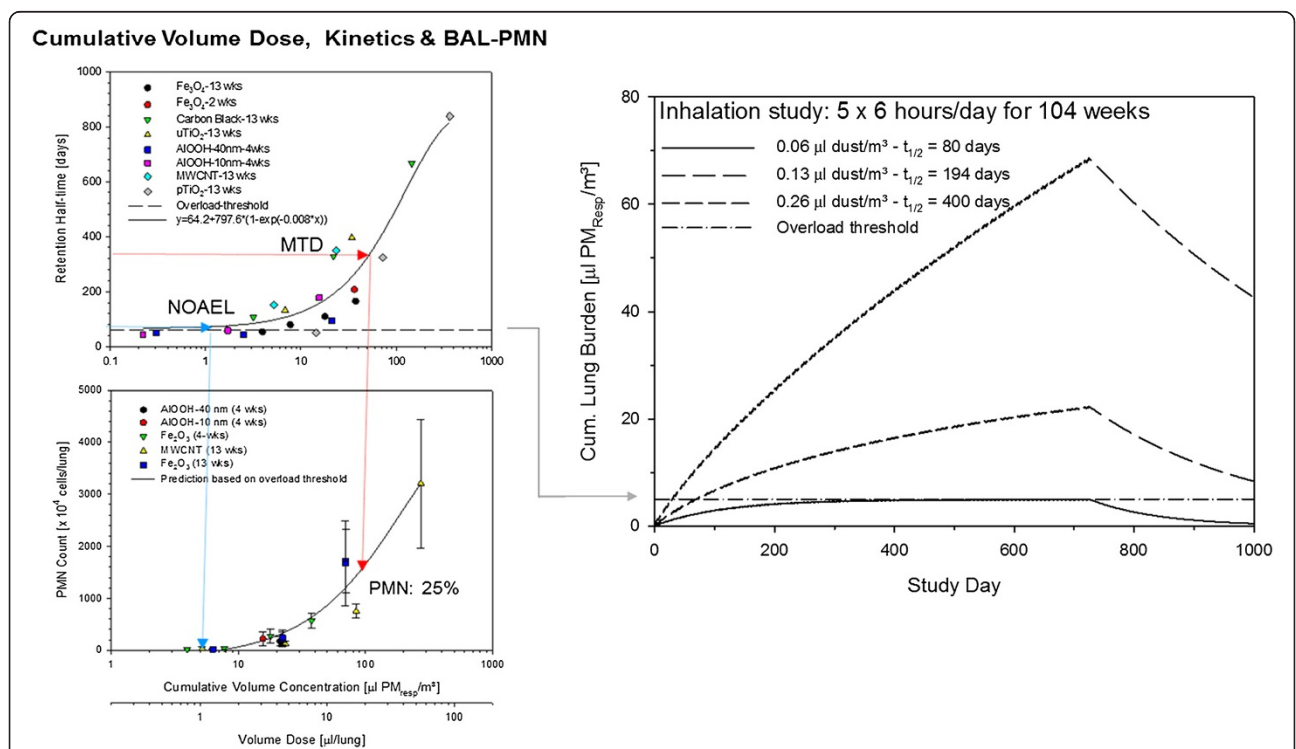 Cumulative Volume Dose, Kinetics & BAL-PMN
1000
800
600
400
200
0
Retention Half-time [days]
Fe₃O₄-13 wks
Fe₃O₄-2 wks
Carbon Black-13 wks
uTiO₂-13 wks
AlOOH-40nm-4wks
AlOOH-10nm-4wks
MWCNT-13 wks
pTiO₂-13 wks
Overload-threshold
y=64.2+797.6*(1-exp(-0.008*x))
MTD
NOAEL
0.1 1 10 100 1000
5000
4000
3000
2000
1000
0
PMN Count [x 10⁴ cells/lung]
AlOOH-40 nm (4 wks)
AlOOH-10 nm (4 wks)
Fe₂O₃ (4-wks)
MWCNT (13 wks)
Fe₂O₃ (13 wks)
Prediction based on overload threshold
PMN: 25%
1 10 100 1000
Cumulative Volume Concentration [µl PMresp/m³]
1 10 100
Volume Dose [µl/lung]
80
60
40
20
0
Cum. Lung Burden [µl PMResp/m³]
Inhalation study: 5 x 6 hours/day for 104 weeks
0.06 µl dust/m³ - t1/2 = 80 days
0.13 µl dust/m³ - t1/2 = 194 days
0.26 µl dust/m³ - t1/2 = 400 days
Overload threshold
0 200 400 600 800 1000
Study Day